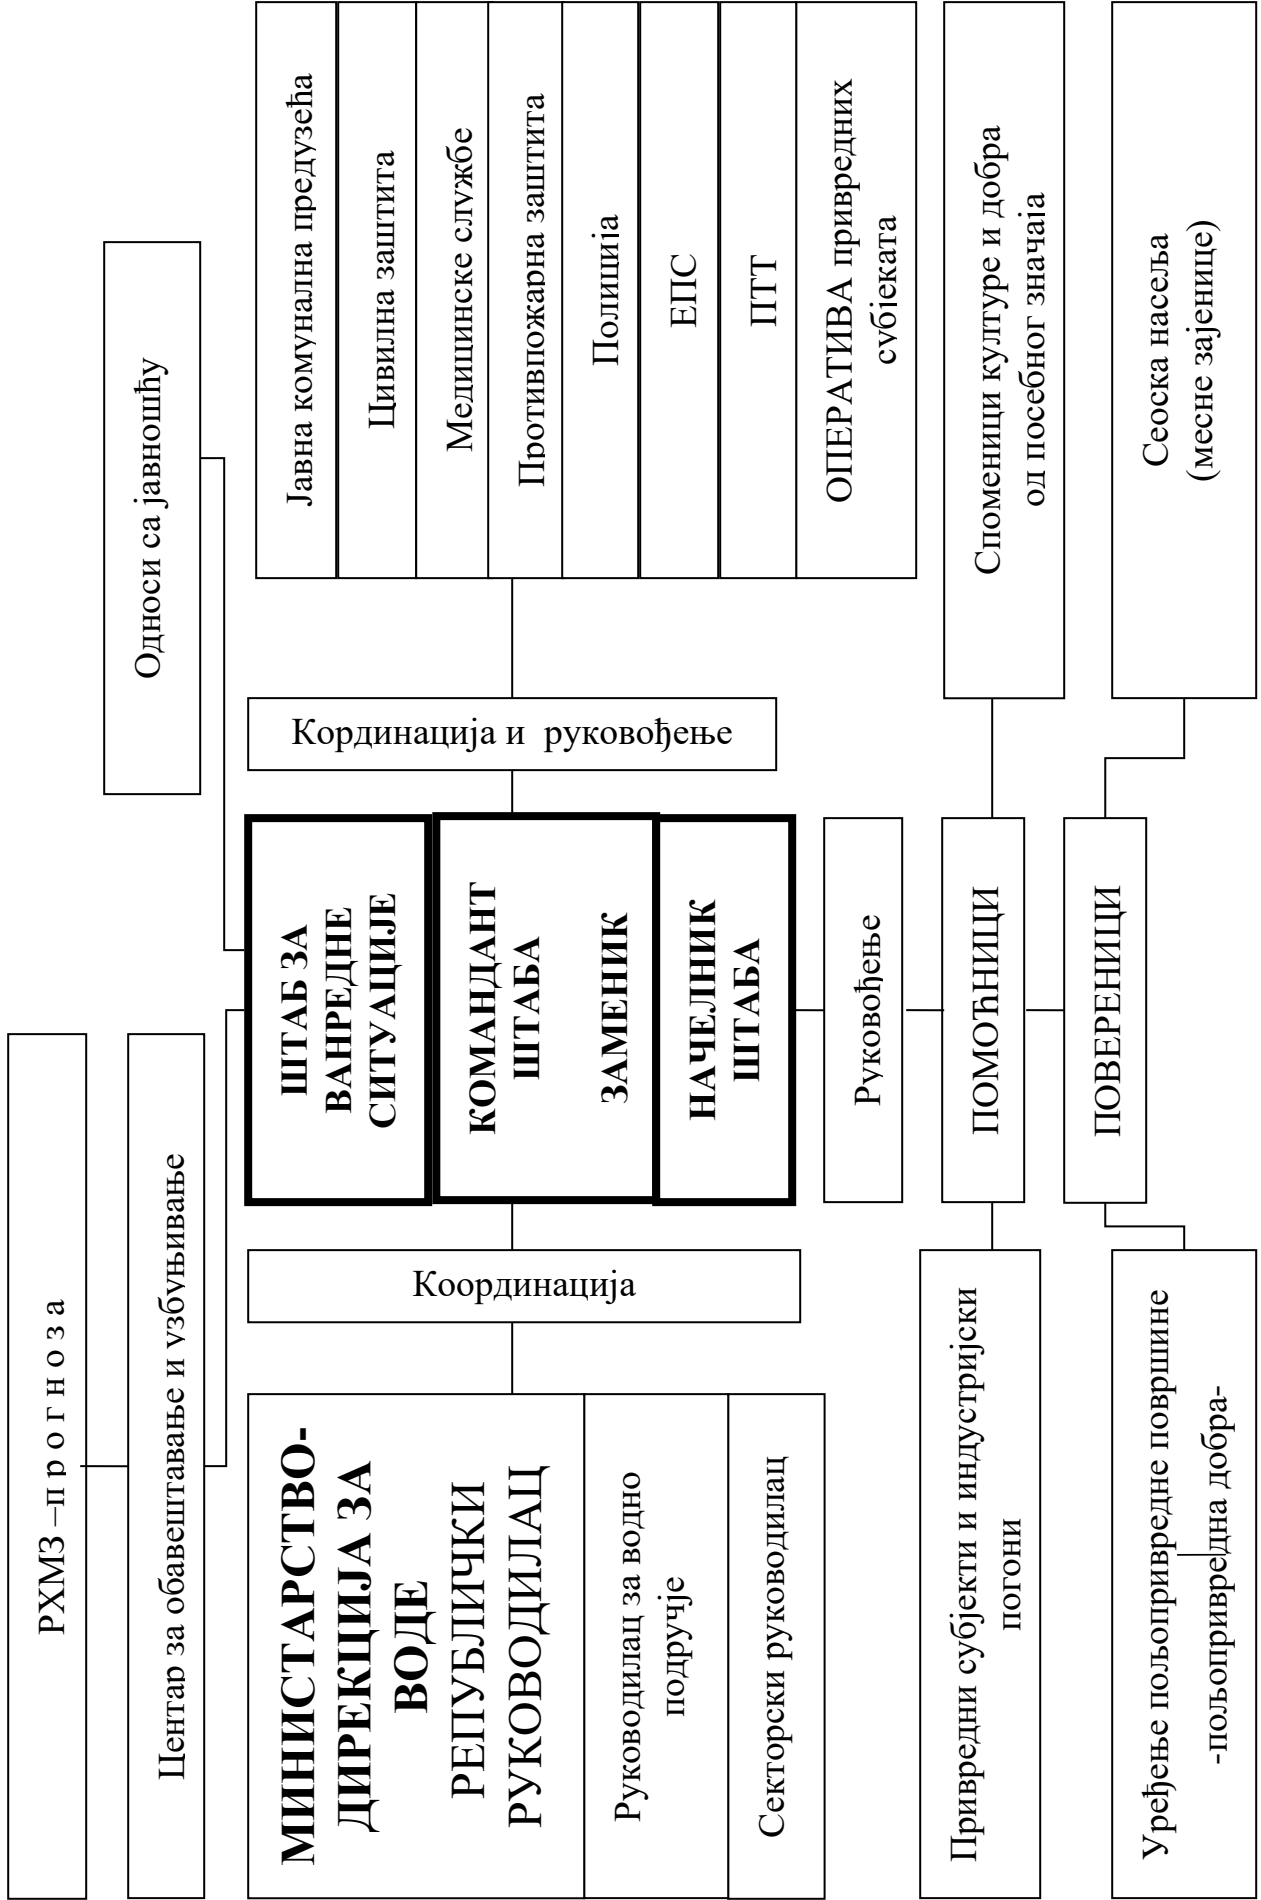 РХМЗ –п р о г н о з а
Центар за обавештавање и узбуњивање
Односи са јавношћу
МИНИСТАРСТВО-
ДИРЕКЦИЈА ЗА
ВОДЕ
РЕПУБЛИЧКИ
РУКОВОДИЛАЦ
Руководилац за водно
подручје
Секторски руководилац
Координација
ШТАБ ЗА
ВАНРЕДНЕ
СИТУАЦИЈЕ
КОМАНДАНТ
ШТАБА
ЗАМЕНИК
НАЧЕЛНИК
ШТАБА
Кординација и руковођење
Јавна комунална предузећа
Цивилна заштита
Медицинске службе
Противпожарна заштита
Полиција
ЕПС
ПТТ
ОПЕРАТИВА привредних
субјеката
Руковођење
Привредни субјекти и индустријски
погони
ПОМОЋНИЦИ
Споменици културе и добра
од посебног значаја
Уређење пољопривредне површине
-пољопривредна добра-
ПОВЕРЕНИЦИ
Сеоска насеља
(месне зајенице)